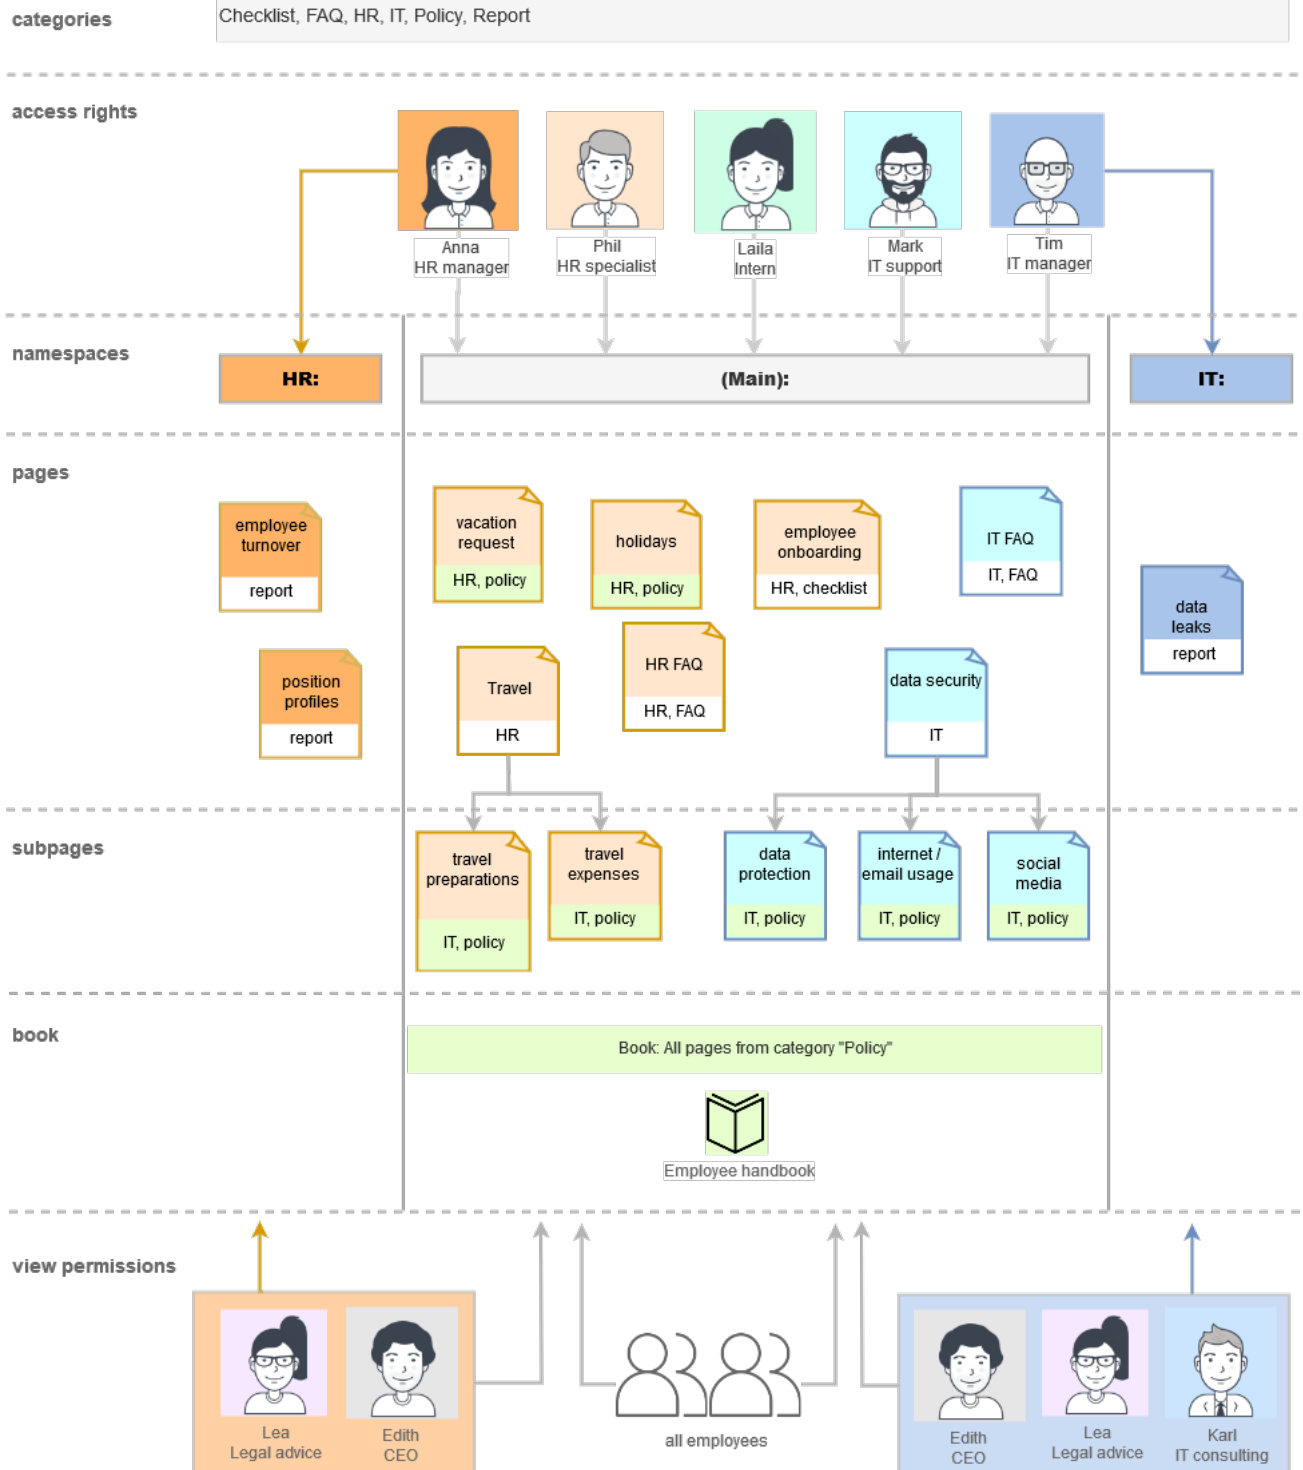 categories
Checklist, FAQ, HR, IT, Policy, Report
access rights
Anna
HR manager
Phil
HR specialist
Laila
Intern
Mark
IT support
Tim
IT manager
namespaces
HR:
(Main):
IT:
pages
employee
turnover
report
vacation
request
HR, policy
holidays
HR, policy
employee
onboarding
HR, checklist
IT FAQ
IT, FAQ
data
leaks
report
position
profiles
report
Travel
HR
HR FAQ
HR, FAQ
data security
IT
subpages
travel
preparations
IT, policy
travel
expenses
IT, policy
data
protection
IT, policy
internet /
email usage
IT, policy
social
media
IT, policy
book
Book: All pages from category "Policy"
Employee handbook
view permissions
Lea
Legal advice
Edith
CEO
all employees
Edith
CEO
Lea
Legal advice
Karl
IT consulting